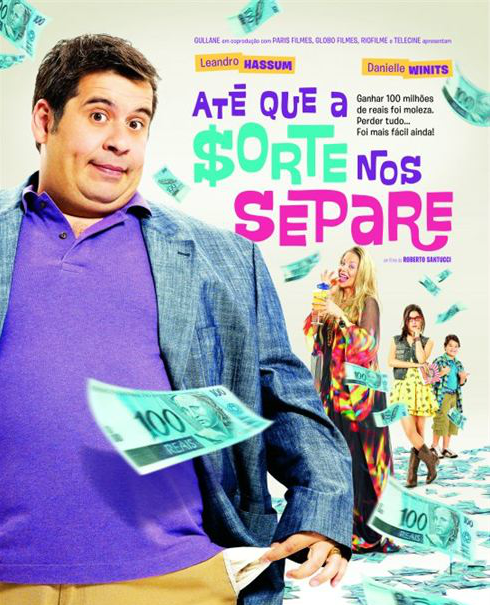 GULLANE em coprodução com PARIS FILMES, GLOBO FILMES, RIOFILME e TELECINE apresentam
Leandro HASSUM
Danielle WINITS
ATÉ QUE A
$ORTE NOS
SEPARE
Ganhar 100 milhões
de reais foi moleza.
Perder tudo...
Foi mais fácil ainda!
um filme de ROBERTO SANTUCCI
100
REAIS
100
REAIS